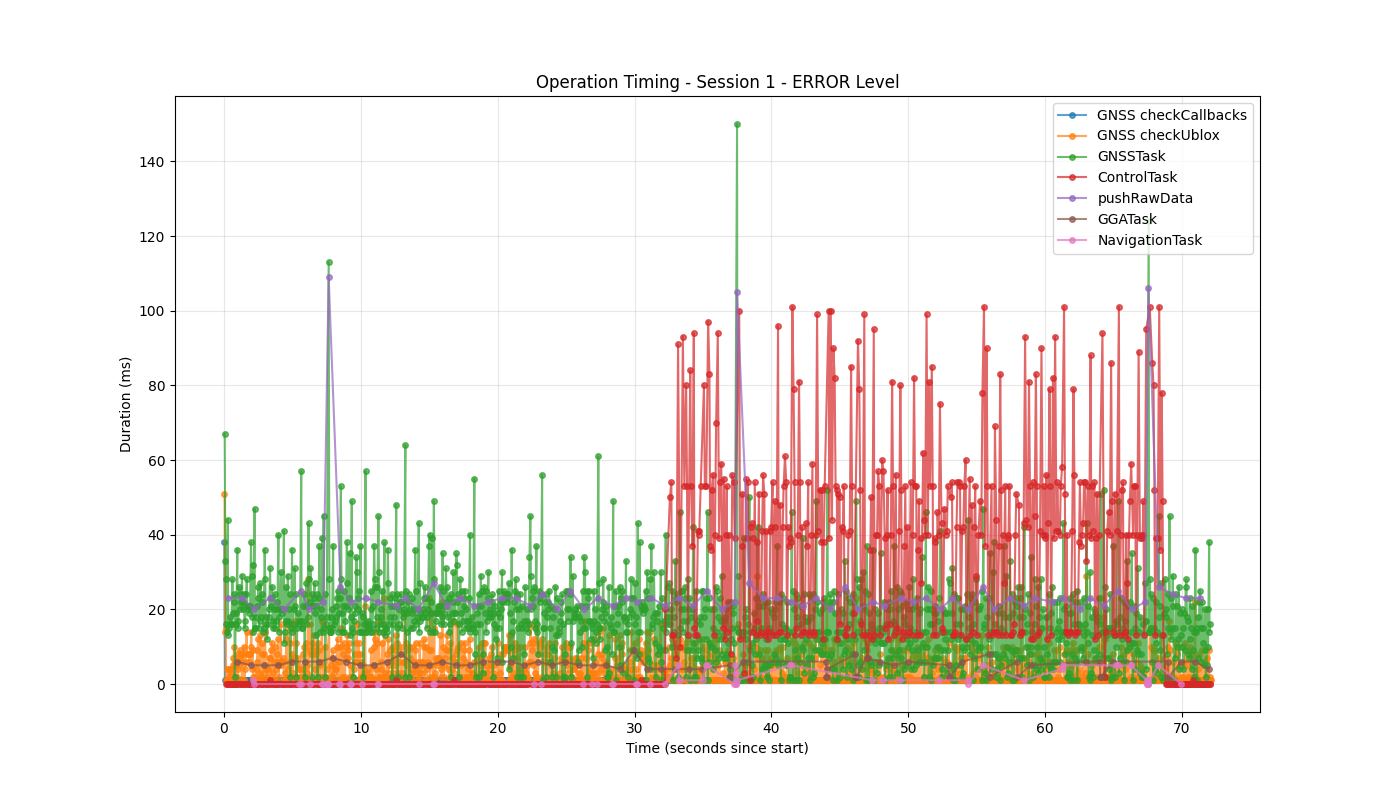 Operation Timing - Session 1 - ERROR Level
GNSS checkCallbacks
GNSS checkUblox
GNSSTask
ControlTask
pushRawData
GGATask
NavigationTask
Duration (ms)
140
120
100
80
60
40
20
0
0 10 20 30 40 50 60 70
Time (seconds since start)